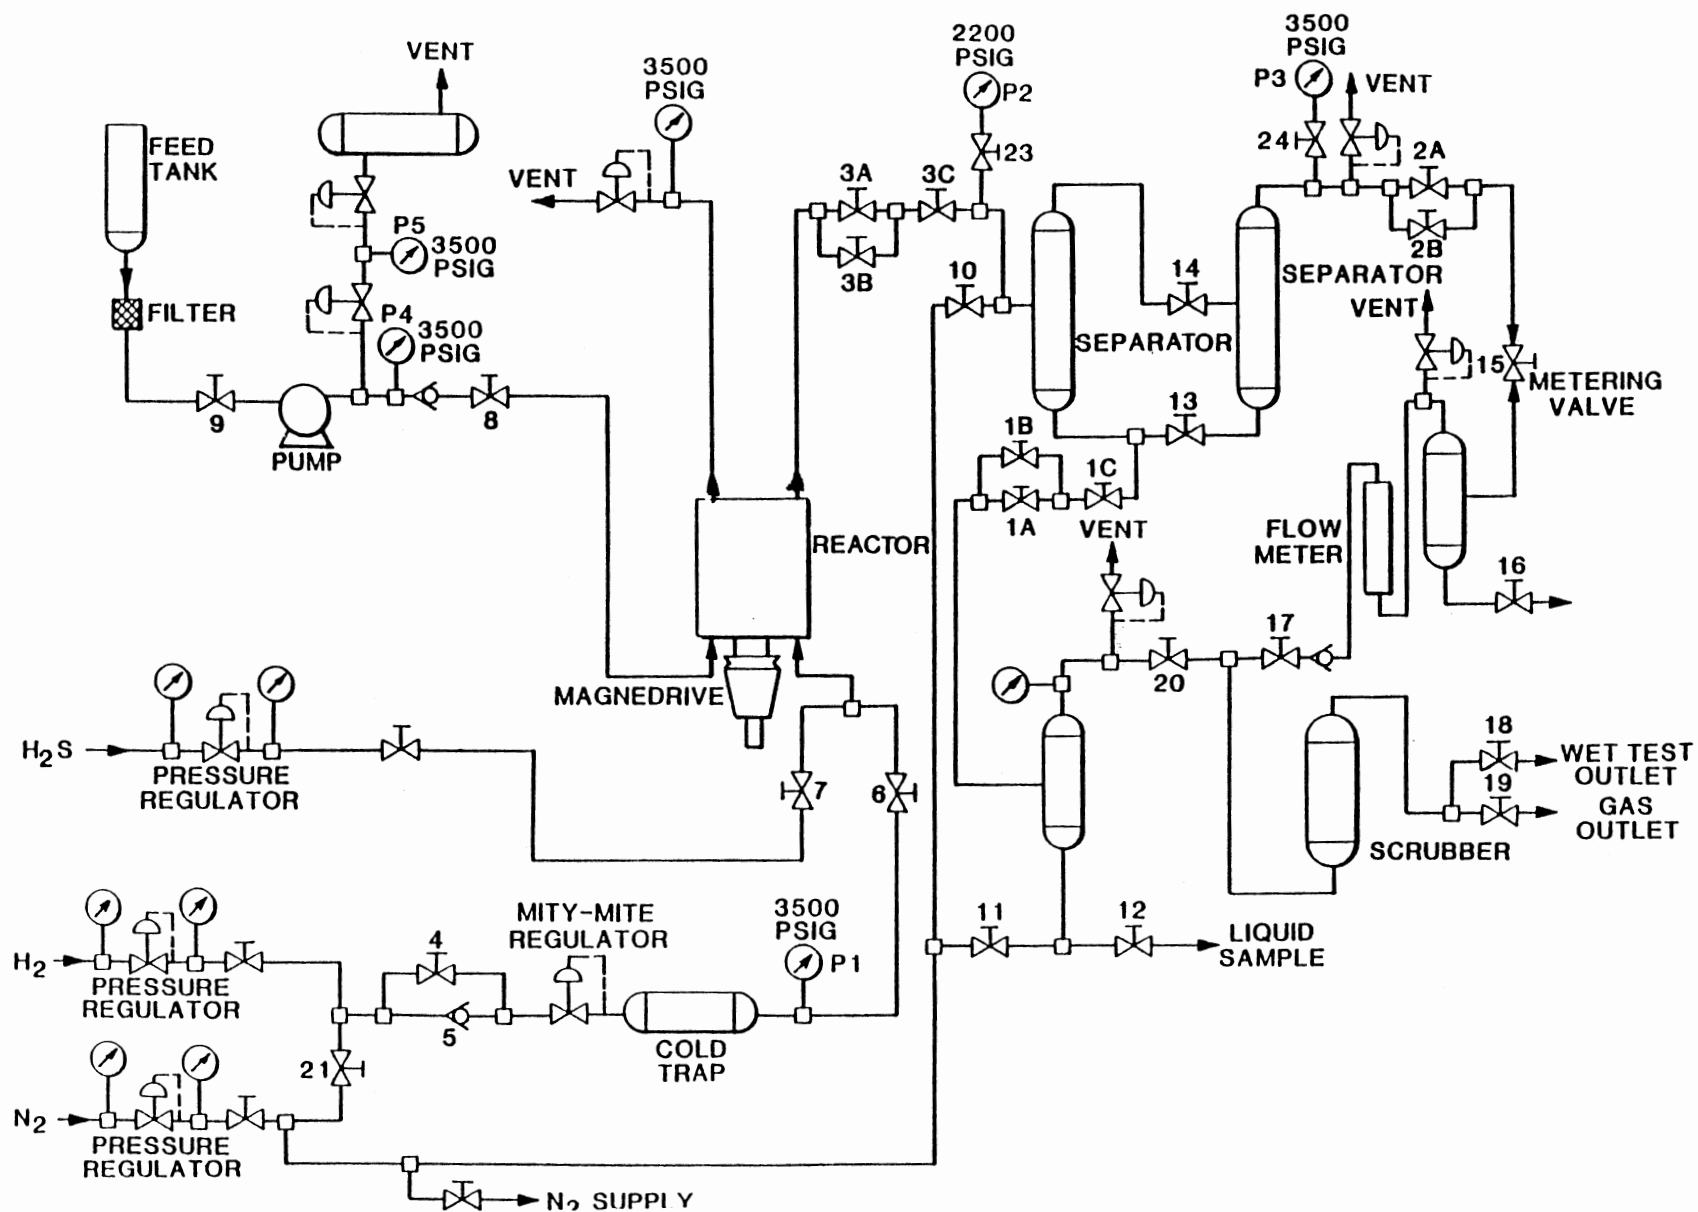 VENT
FEED
TANK
FILTER
P5
3500
PSIG
P4
3500
PSIG
9
PUMP
8
3500
PSIG
VENT
3A
3C
3B
2200
PSIG
P2
23
3500
PSIG
P3
VENT
24
2A
2B
SEPARATOR
10
14
SEPARATOR
VENT
15
METERING
VALVE
13
1B
1C
1A
VENT
REACTOR
FLOW
METER
16
17
20
MAGNEDRIVE
H2S
PRESSURE
REGULATOR
7
6
18
WET TEST
OUTLET
19
GAS
OUTLET
SCRUBBER
H2
PRESSURE
REGULATOR
4
5
MITY-MITE
REGULATOR
3500
PSIG
P1
COLD
TRAP
11
12
LIQUID
SAMPLE
21
N2
PRESSURE
REGULATOR
N2 SUPPLY